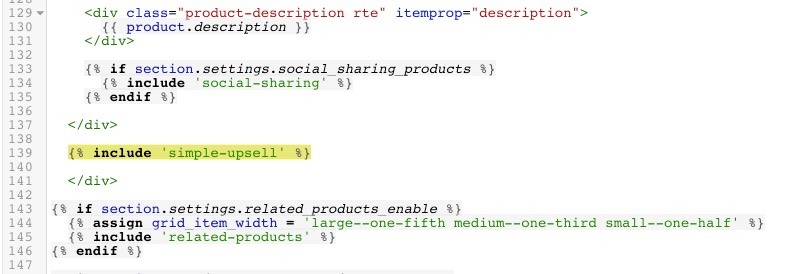 129 <div class="product-description rte" itemprop="description">
130 {{ product.description }}
131 </div>
132
133 {% if section.settings.social_sharing_products %}
134 {% include 'social-sharing' %}
135 {% endif %}
136
137 </div>
138
139 {% include 'simple-upsell' %}
140
141 </div>
142
143 {% if section.settings.related_products_enable %}
144 {% assign grid_item_width = 'large--one-fifth medium--one-third small--one-half' %}
145 {% include 'related-products' %}
146 {% endif %}
147